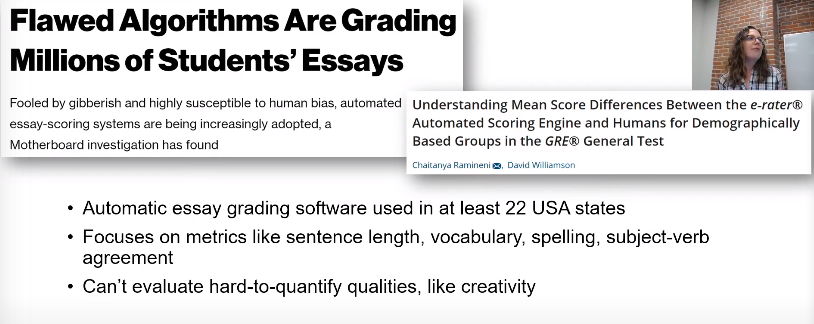 Flawed Algorithms Are Grading
Millions of Students' Essays
Fooled by gibberish and highly susceptible to human bias, automated
essay-scoring systems are being increasingly adopted, a
Motherboard investigation has found
Understanding Mean Score Differences Between the e-rater®
Automated Scoring Engine and Humans for Demographically
Based Groups in the GRE® General Test
Chaitanya Ramineni, David Williamson
• Automatic essay grading software used in at least 22 USA states
• Focuses on metrics like sentence length, vocabulary, spelling, subject-verb
agreement
• Can't evaluate hard-to-quantify qualities, like creativity